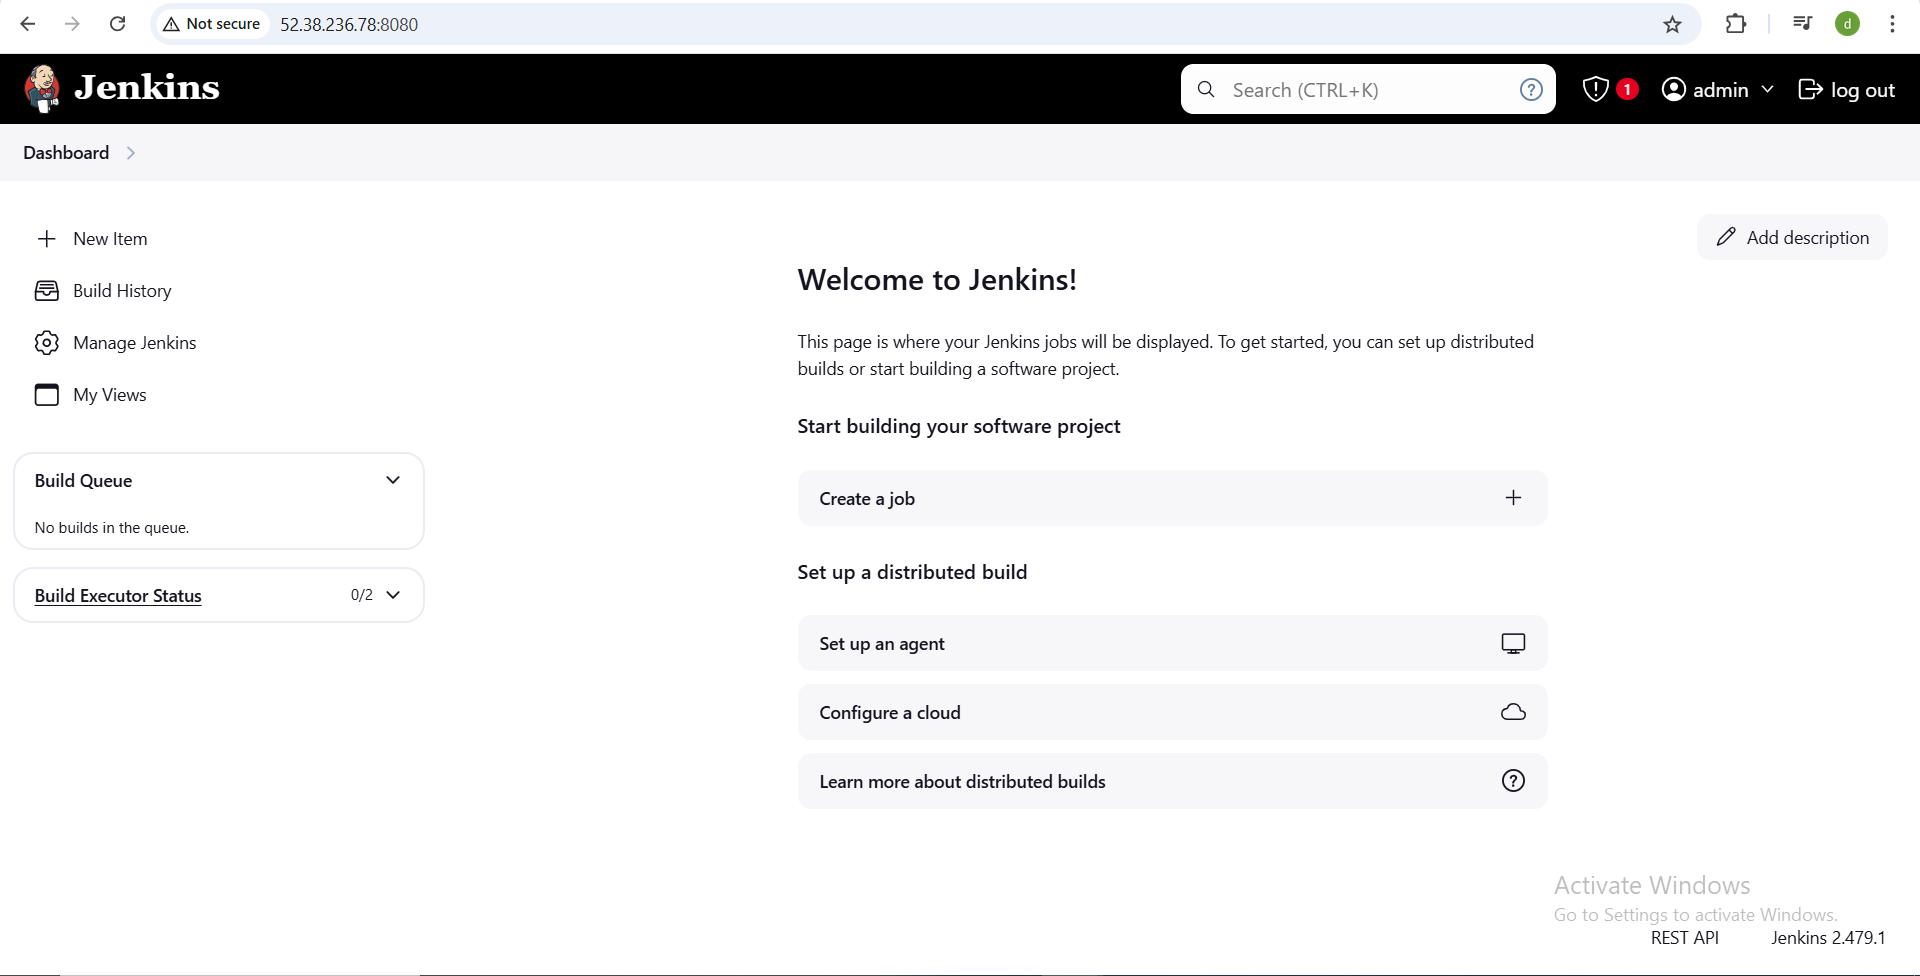 Not secure 52.38.236.78:8080 d
Jenkins Search (CTRL+K) ? 1 admin log out
Dashboard
New Item
Build History
Manage Jenkins
My Views
Build Queue
No builds in the queue.
Build Executor Status 0/2
Add description
Welcome to Jenkins!
This page is where your Jenkins jobs will be displayed. To get started, you can set up distributed
builds or start building a software project.
Start building your software project
Create a job
Set up a distributed build
Set up an agent
Configure a cloud
Learn more about distributed builds ?
Activate Windows
Go to Settings to activate Windows.
REST API Jenkins 2.479.1